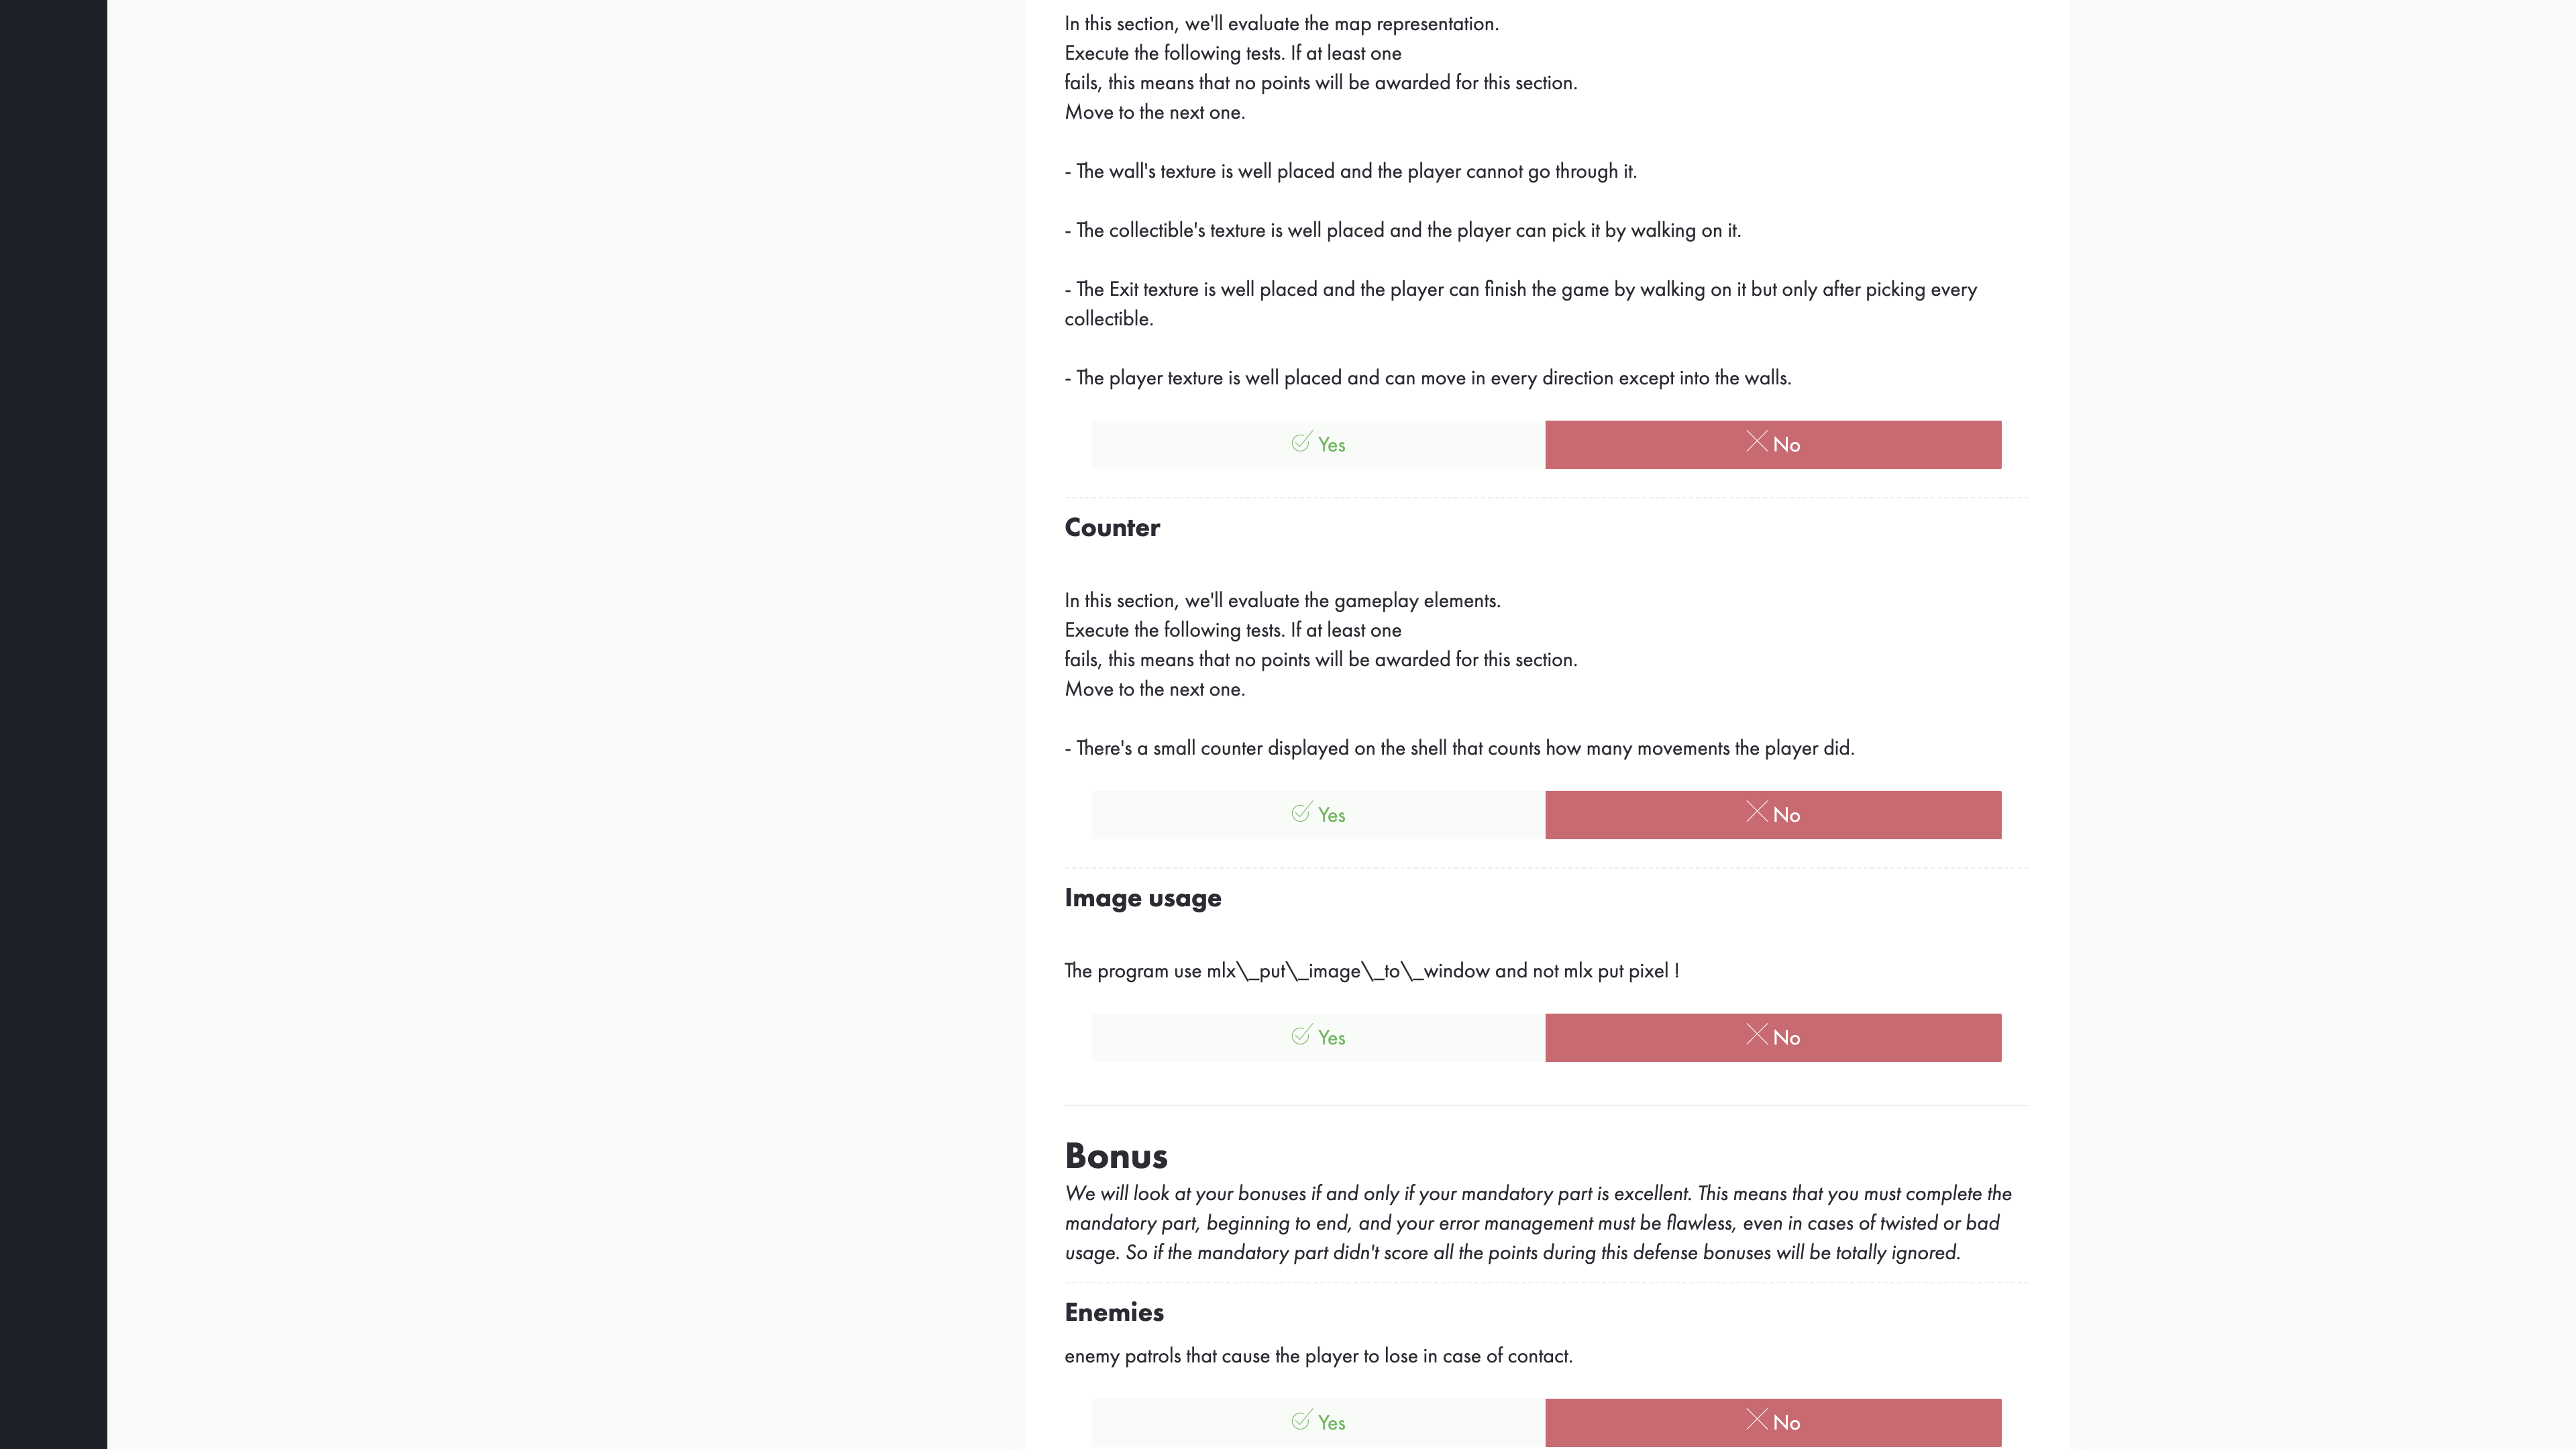 In this section, we'll evaluate the map representation.
Execute the following tests. If at least one
fails, this means that no points will be awarded for this section.
Move to the next one.
- The wall's texture is well placed and the player cannot go through it.
- The collectible's texture is well placed and the player can pick it by walking on it.
- The Exit texture is well placed and the player can finish the game by walking on it but only after picking every
collectible.
- The player texture is well placed and can move in every direction except into the walls.
Yes No
Counter
In this section, we'll evaluate the gameplay elements.
Execute the following tests. If at least one
fails, this means that no points will be awarded for this section.
Move to the next one.
- There's a small counter displayed on the shell that counts how many movements the player did.
Yes No
Image usage
The program use mlx\_put\_image\_to\_window and not mlx put pixel !
Yes No
Bonus
We will look at your bonuses if and only if your mandatory part is excellent. This means that you must complete the
mandatory part, beginning to end, and your error management must be flawless, even in cases of twisted or bad
usage. So if the mandatory part didn't score all the points during this defense bonuses will be totally ignored.
Enemies
enemy patrols that cause the player to lose in case of contact.
Yes No